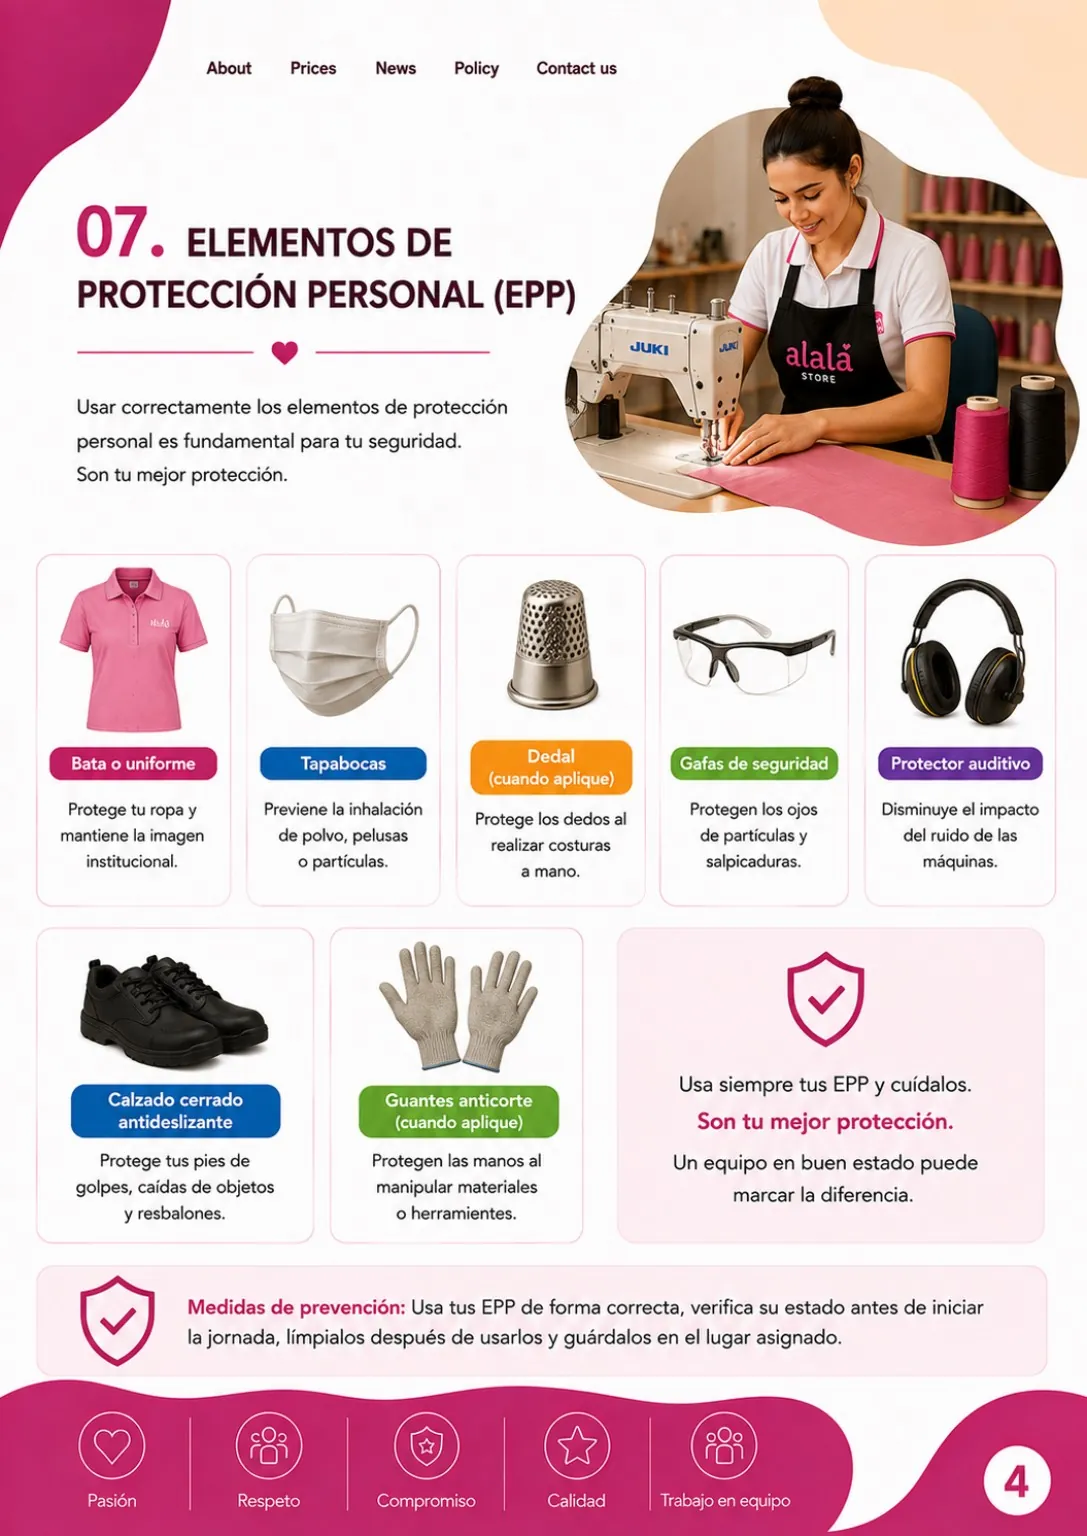 About Prices News Policy Contact us
07. ELEMENTOS DE
PROTECCIÓN PERSONAL (EPP)
Usar correctamente los elementos de protección
personal es fundamental para tu seguridad.
Son tu mejor protección.
JUKI
JUKI
alalá
STORE
alalá
Bata o uniforme
Protege tu ropa y
mantiene la imagen
institucional.
Tapabocas
Previene la inhalación
de polvo, pelusas
o partículas.
Dedal
(cuando aplique)
Protege los dedos al
realizar costuras
a mano.
Gafas de seguridad
Protegen los ojos
de partículas y
salpicaduras.
Protector auditivo
Disminuye el impacto
del ruido de las
máquinas.
Calzado cerrado
antideslizante
Protege tus pies de
golpes, caídas de objetos
y resbalones.
Guantes anticorte
(cuando aplique)
Protegen las manos al
manipular materiales
o herramientes.
Usa siempre tus EPP y cuídalos.
Son tu mejor protección.
Un equipo en buen estado puede
marcar la diferencia.
Medidas de prevención: Usa tus EPP de forma correcta, verifica su estado antes de iniciar
la jornada, límpialos después de usarlos y guárdalos en el lugar asignado.
Pasión
Respeto
Compromiso
Calidad
Trabajo en equipo
4